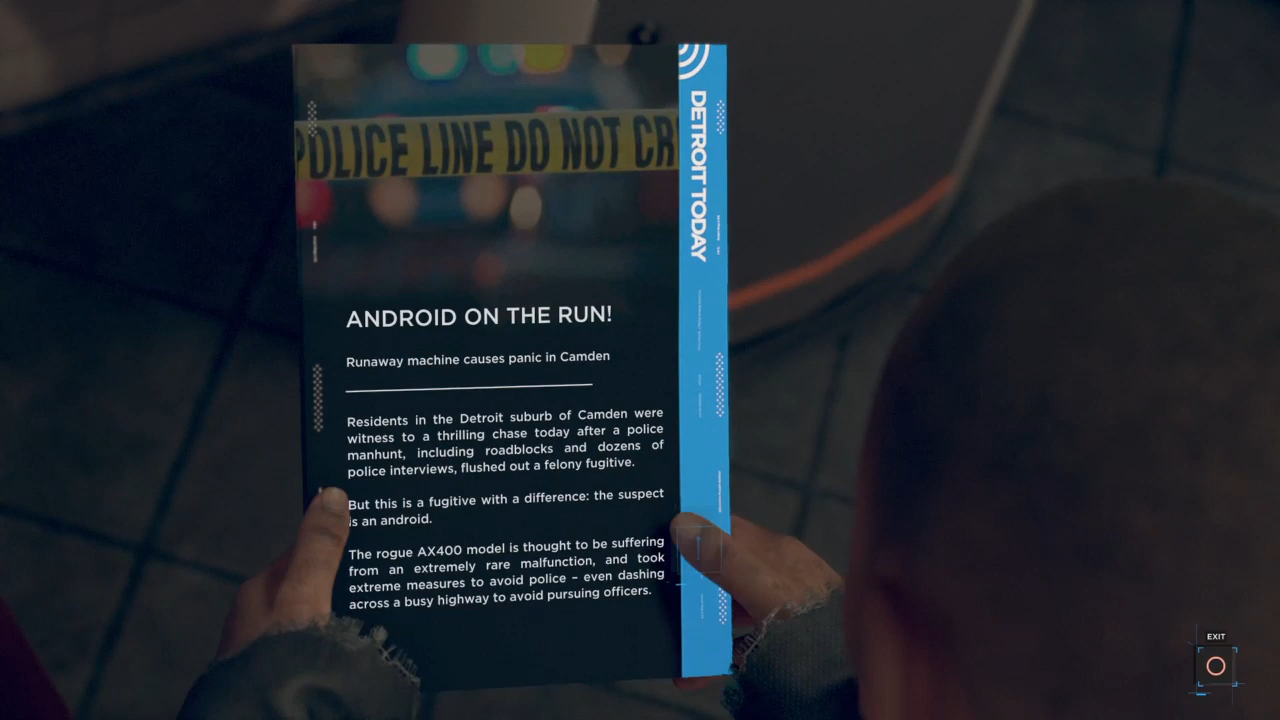 POLICE LINE DO NOT CR
DETROIT TODAY
ANDROID ON THE RUN!
Runaway machine causes panic in Camden
Residents in the Detroit suburb of Camden were
witness to a thrilling chase today after a police
manhunt, including roadblocks and dozens of
police interviews, flushed out a felony fugitive.
But this is a fugitive with a difference: the suspect
is an android.
The rogue AX400 model is thought to be suffering
from an extremely rare malfunction, and took
extreme measures to avoid police – even dashing
across a busy highway to avoid pursuing officers.
EXIT